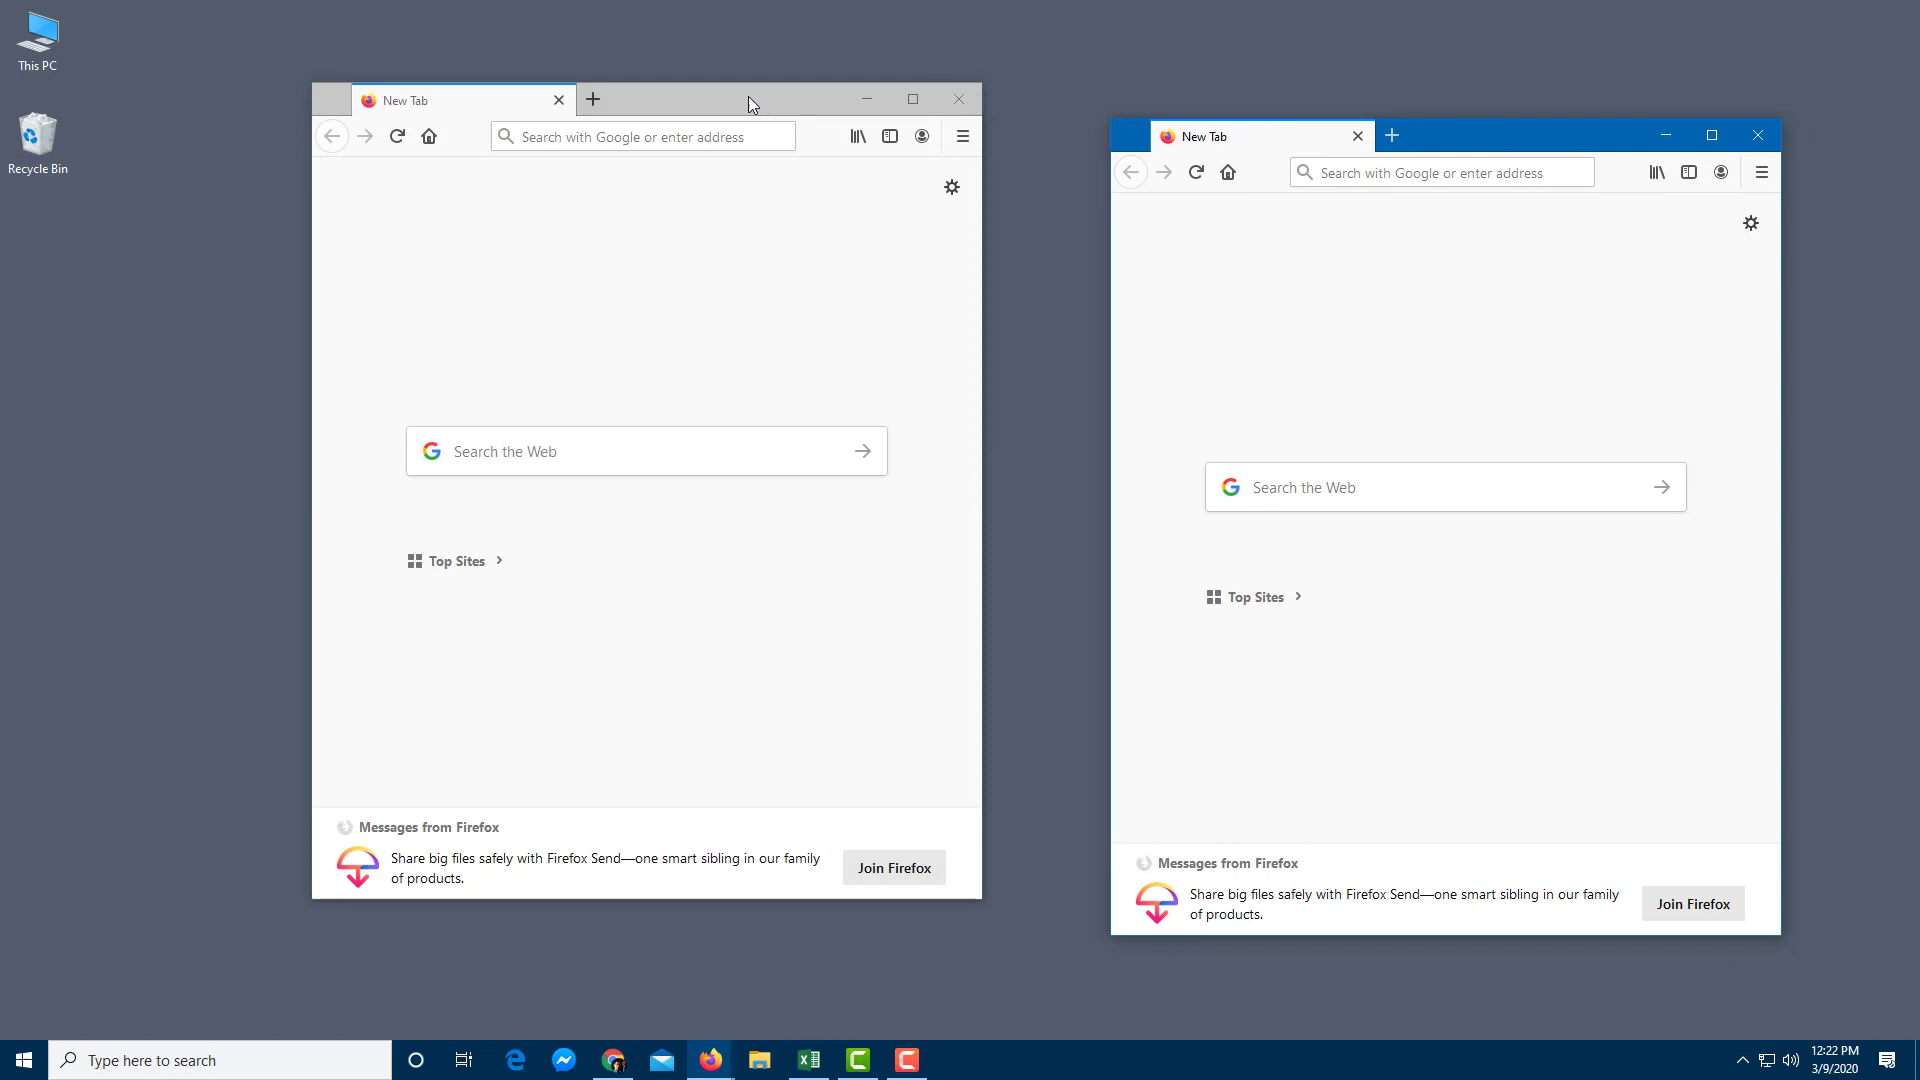 This PC
Recycle Bin
New Tab
Search with Google or enter address
Search the Web
Top Sites
Messages from Firefox
Share big files safely with Firefox Send—one smart sibling in our family
of products.
Join Firefox
New Tab
Search with Google or enter address
Search the Web
Top Sites
Messages from Firefox
Share big files safely with Firefox Send—one smart sibling in our family
of products.
Join Firefox
Type here to search
12:22 PM
3/9/2020